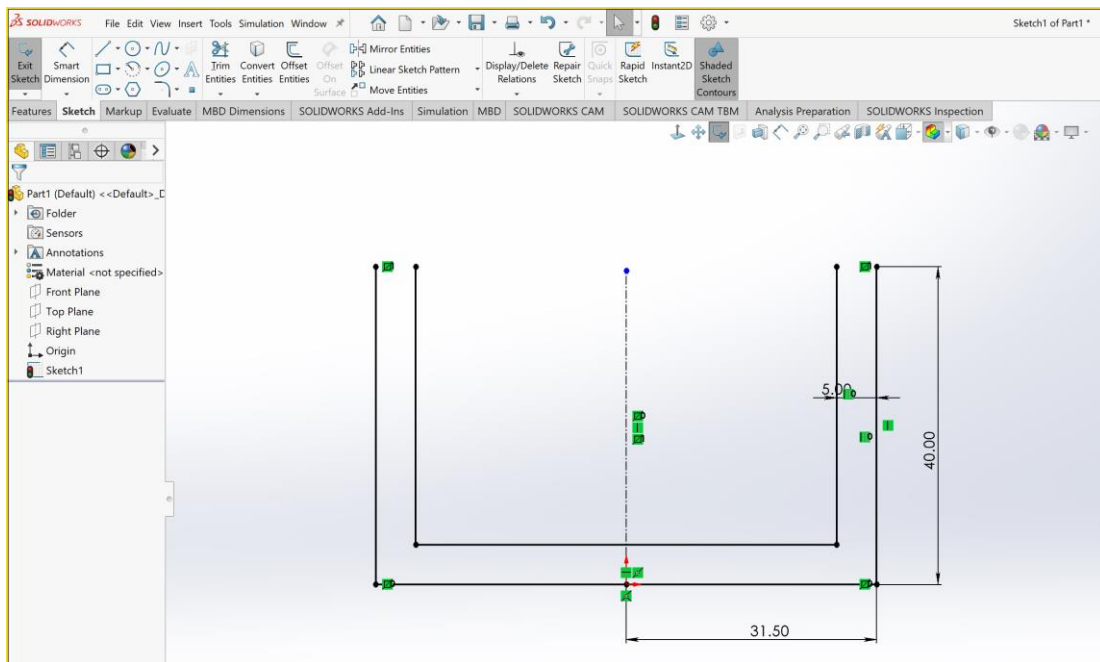 SOLIDWORKS File Edit View Insert Tools Simulation Window Sketch1 of Part1 *
Exit Sketch
Smart Dimension
Trim Entities
Convert Entities
Offset Entities
Offset On Surface
Mirror Entities
Linear Sketch Pattern
Move Entities
Display/Delete Relations
Repair Sketch
Quick Snaps
Rapid Sketch
Instant2D
Shaded Sketch Contours
Features Sketch Markup Evaluate MBD Dimensions SOLIDWORKS Add-Ins Simulation MBD SOLIDWORKS CAM SOLIDWORKS CAM TBM Analysis Preparation SOLIDWORKS Inspection
Part1 (Default) <<Default>_D
Folder
Sensors
Annotations
Material <not specified>
Front Plane
Top Plane
Right Plane
Origin
Sketch1
5.00
40.00
31.50